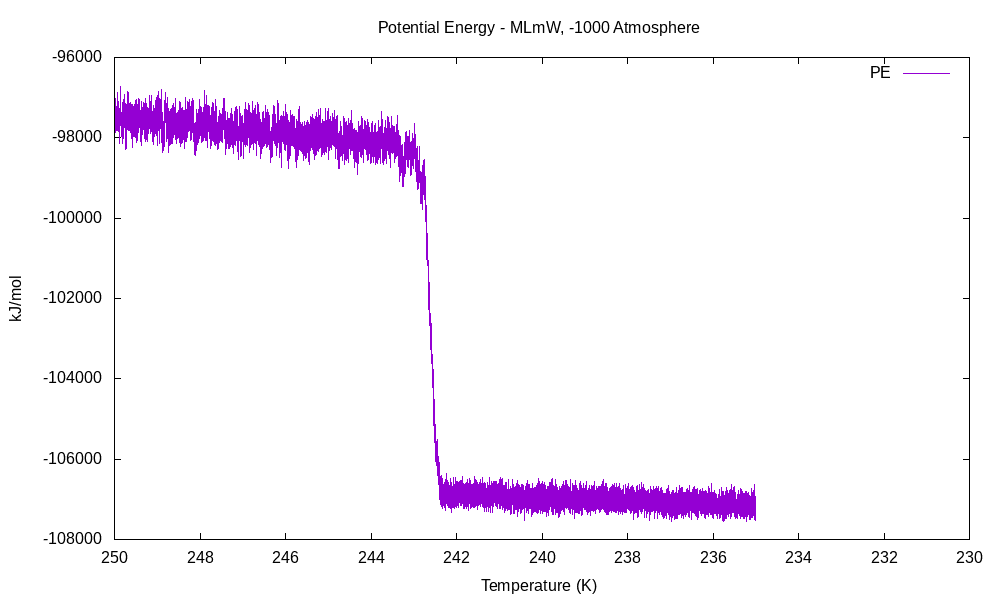 Potential Energy - MLmW, -1000 Atmosphere
PE
-96000
-98000
-100000
-102000
-104000
-106000
-108000
kJ/mol
250 248 246 244 242 240 238 236 234 232 230
Temperature (K)